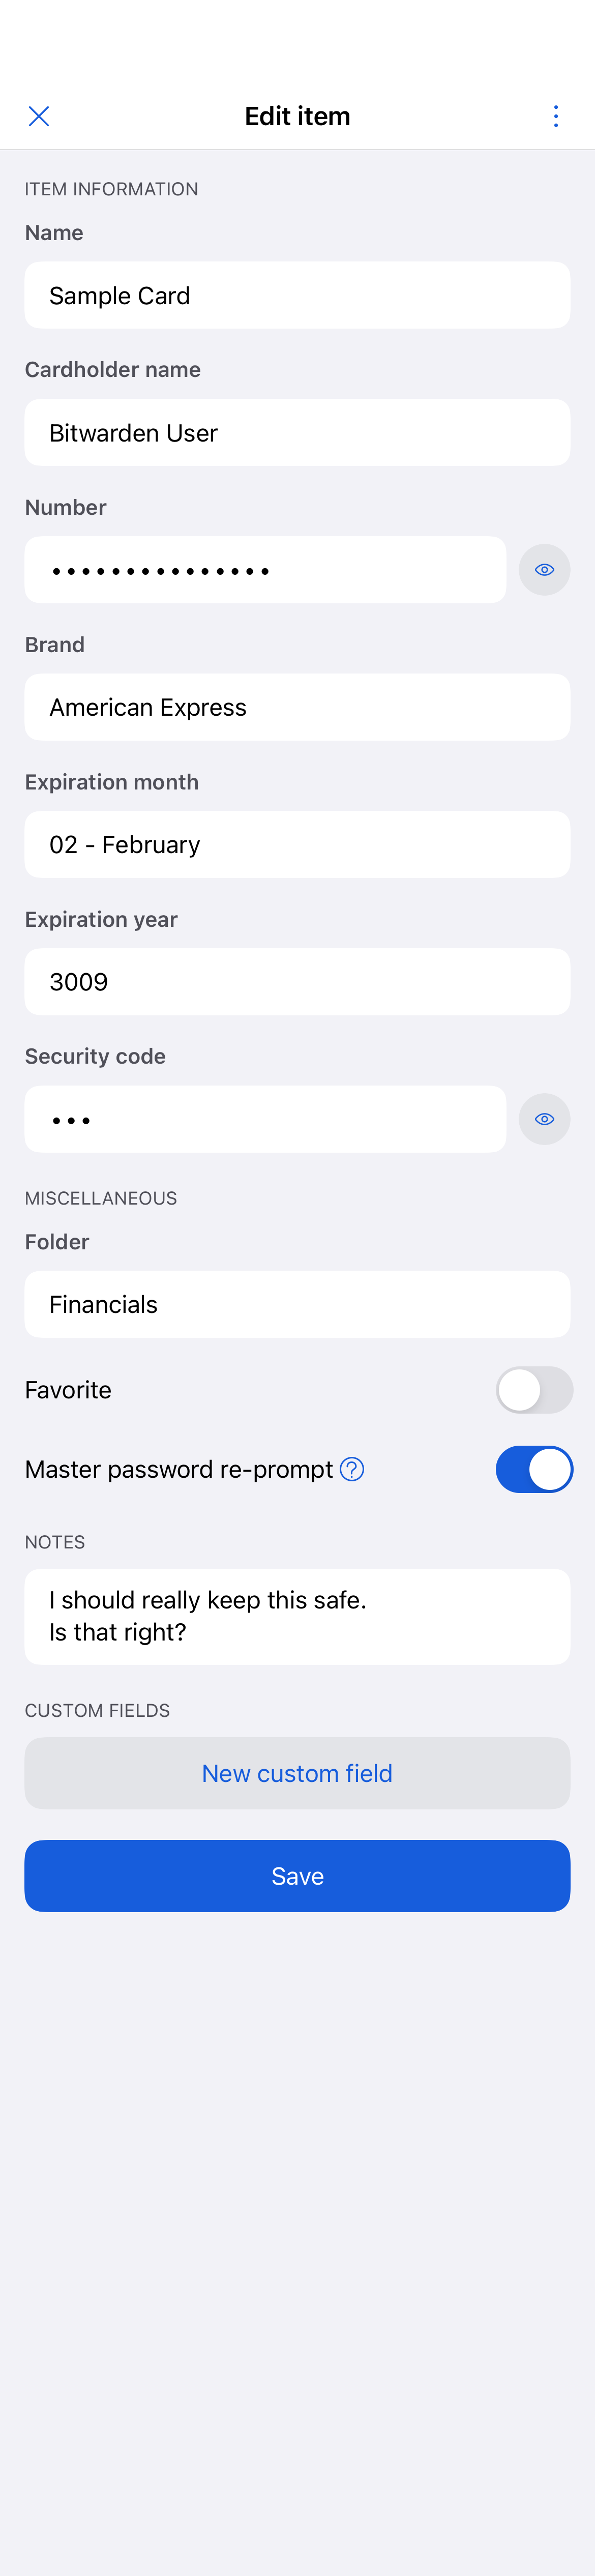 Edit item
ITEM INFORMATION
Name
Sample Card
Cardholder name
Bitwarden User
Number
•••••••••••••••
Brand
American Express
Expiration month
02 - February
Expiration year
3009
Security code
•••
MISCELLANEOUS
Folder
Financials
Favorite
Master password re-prompt ?
NOTES
I should really keep this safe.
Is that right?
CUSTOM FIELDS
New custom field
Save